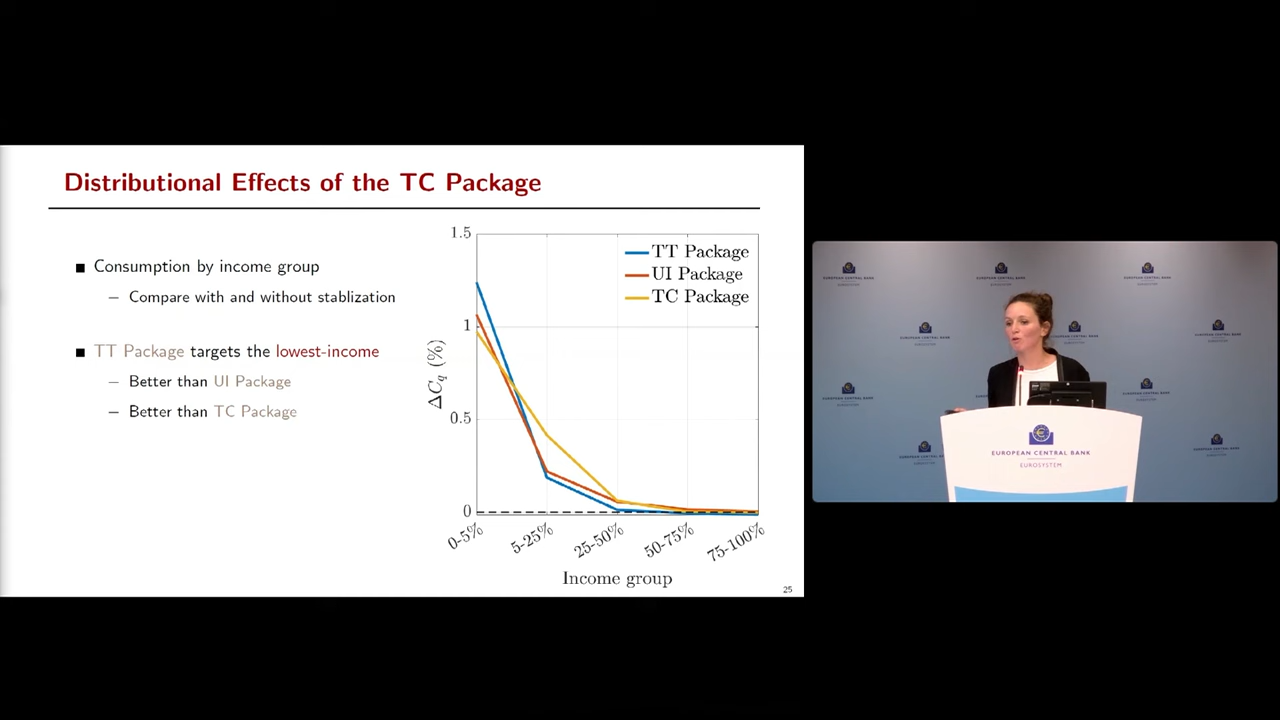 Distributional Effects of the TC Package
■ Consumption by income group
– Compare with and without stablization
■ TT Package targets the lowest-income
– Better than UI Package
– Better than TC Package
1.5
1
0.5
0
ΔC_q (%)
TT Package
UI Package
TC Package
0-5%
5-25%
25-50%
50-75%
75-100%
Income group
25
EUROPEAN CENTRAL BANK
EUROSYSTEM